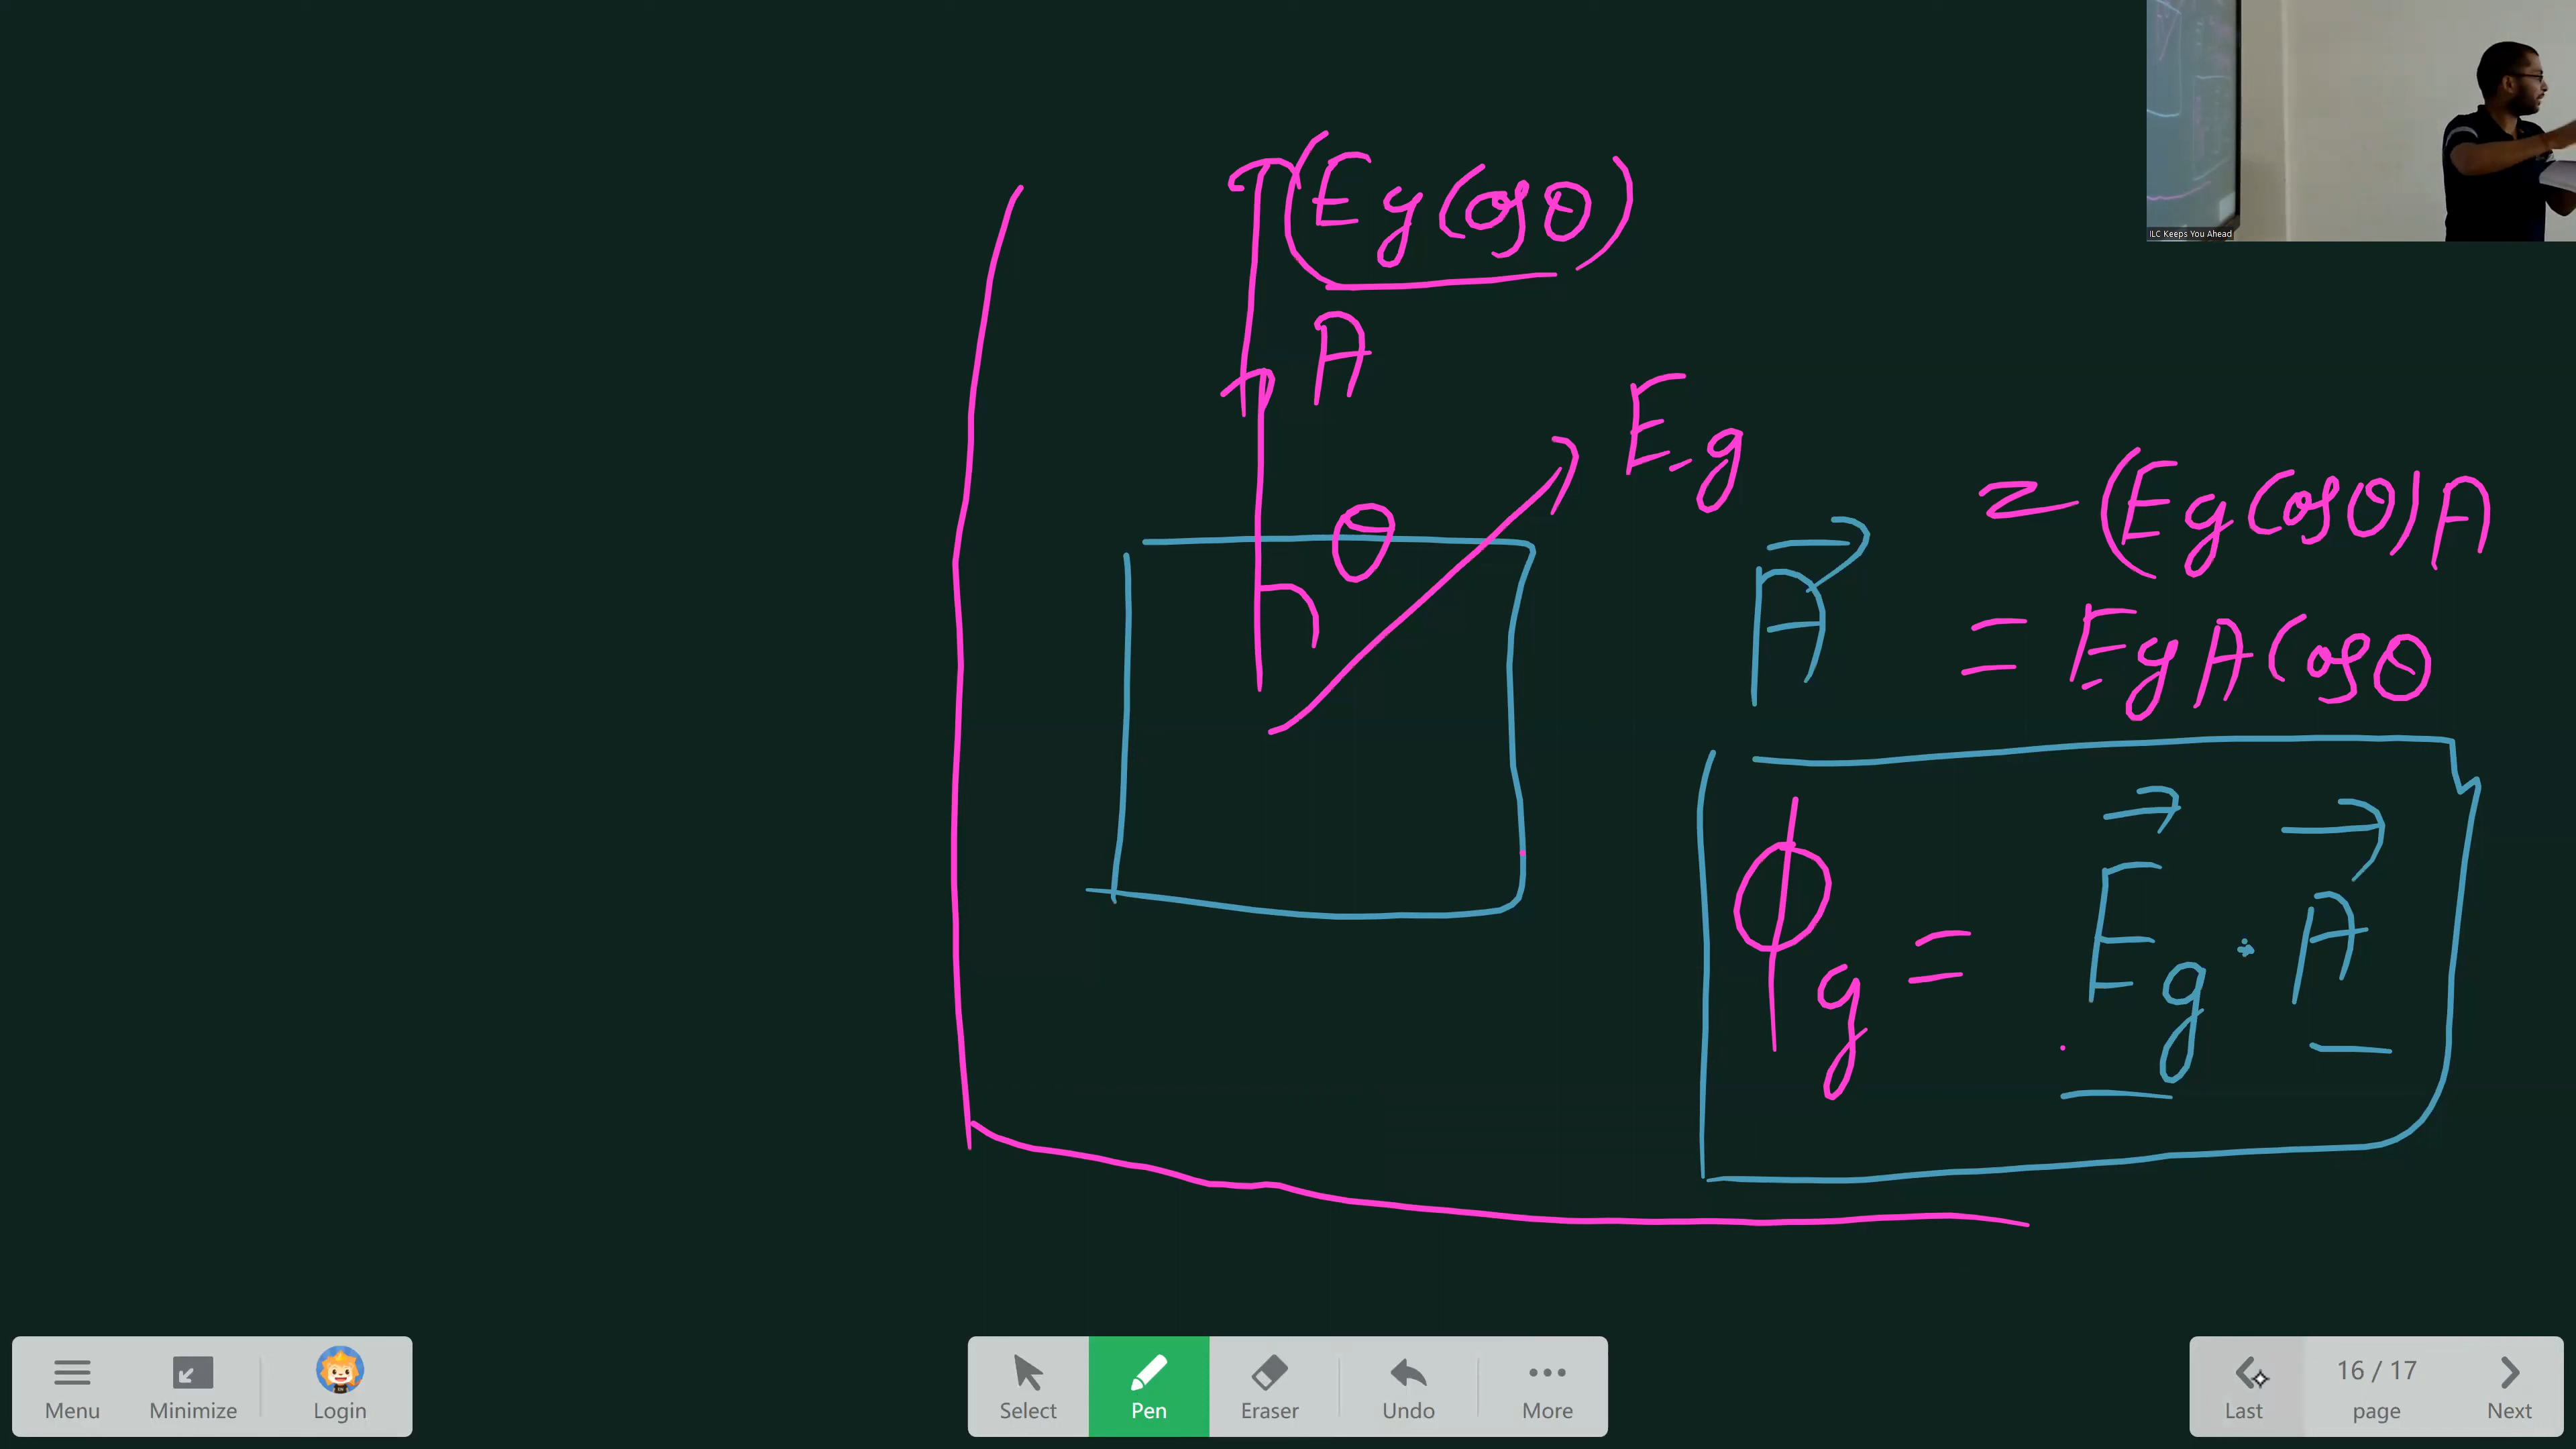 (Eg Cosθ)
A
Eg
θ
= (Eg Cosθ) A
A
= Eg A Cosθ
ϕg = Eg · A
ILC Keeps You Ahead
Menu
Minimize
Login
Select
Pen
Eraser
Undo
More
Last
16 / 17
page
Next